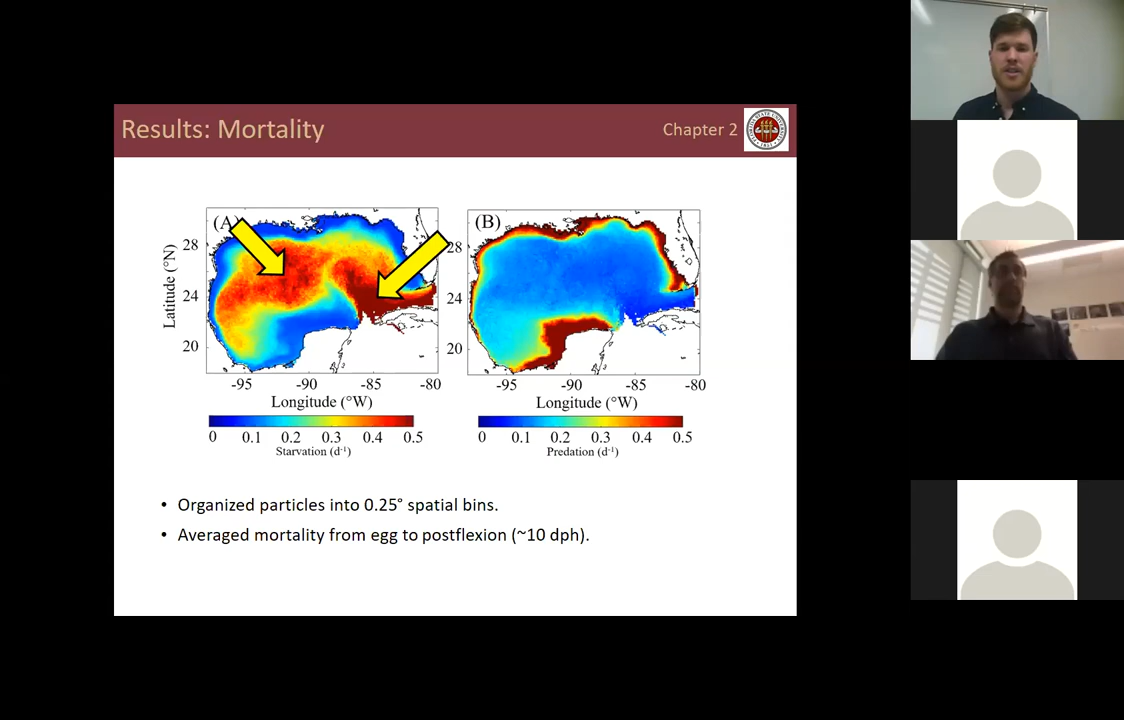 Results: Mortality
Chapter 2
(A)
(B)
Latitude (°N)
28
24
20
28
24
20
-95
-90
-85
-80
-95
-90
-85
-80
Longitude (°W)
Longitude (°W)
0 0.1 0.2 0.3 0.4 0.5
0 0.1 0.2 0.3 0.4 0.5
Starvation (d⁻¹)
Predation (d⁻¹)
• Organized particles into 0.25° spatial bins.
• Averaged mortality from egg to postflexion (~10 dph).